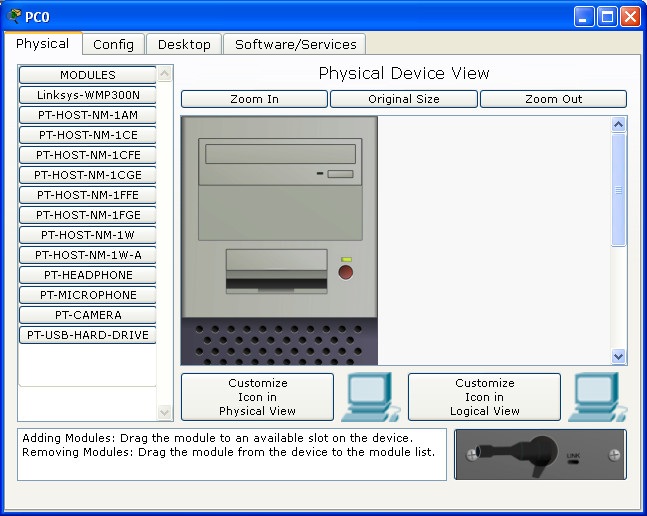 PC0
Physical
Config
Desktop
Software/Services
MODULES
Linksys-WMP300N
PT-HOST-NM-1AM
PT-HOST-NM-1CE
PT-HOST-NM-1CFE
PT-HOST-NM-1CGE
PT-HOST-NM-1FFE
PT-HOST-NM-1FGE
PT-HOST-NM-1W
PT-HOST-NM-1W-A
PT-HEADPHONE
PT-MICROPHONE
PT-CAMERA
PT-USB-HARD-DRIVE
Physical Device View
Zoom In
Original Size
Zoom Out
Customize
Icon in
Physical View
Customize
Icon in
Logical View
Adding Modules: Drag the module to an available slot on the device.
Removing Modules: Drag the module from the device to the module list.
LINK